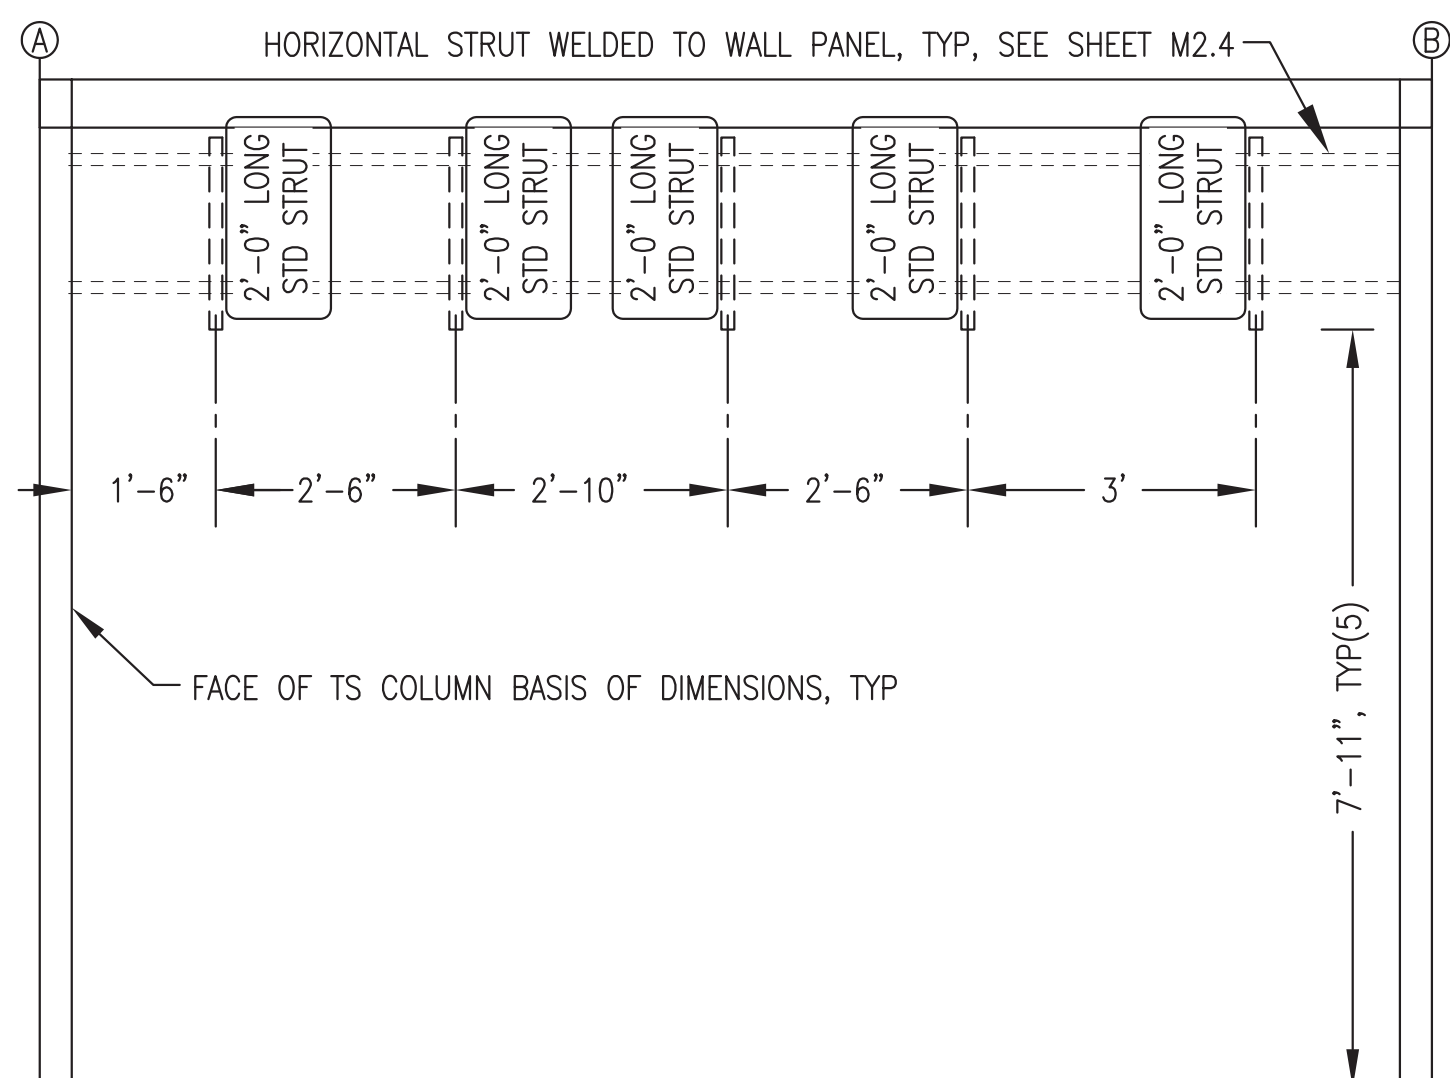 A
HORIZONTAL STRUT WELDED TO WALL PANEL, TYP, SEE SHEET M2.4
B
2'-0" LONG
STD STRUT
2'-0" LONG
STD STRUT
2'-0" LONG
STD STRUT
2'-0" LONG
STD STRUT
2'-0" LONG
STD STRUT
1'-6"
2'-6"
2'-10"
2'-6"
3'
FACE OF TS COLUMN BASIS OF DIMENSIONS, TYP
7'-11", TYP(5)